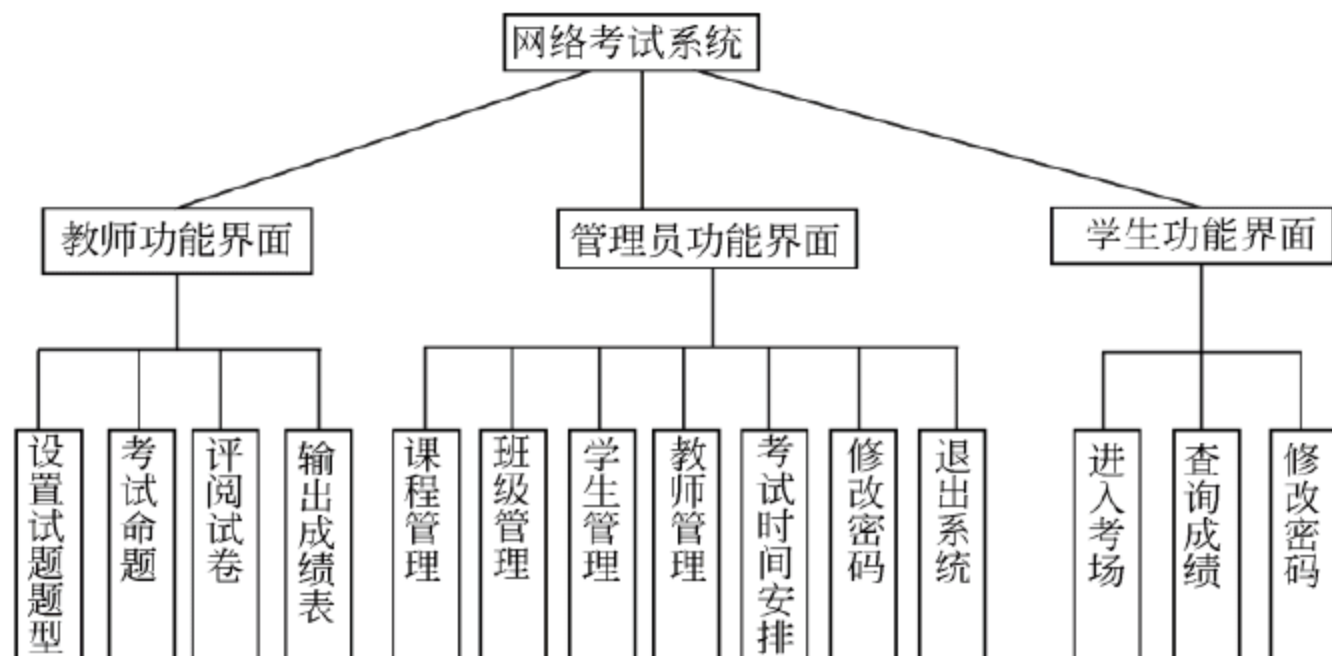 网络考试系统
教师功能界面
管理员功能界面
学生功能界面
设置试题题型
考试命题
评阅试卷
输出成绩表
课程管理
班级管理
学生管理
教师管理
考试时间安排
修改密码
退出系统
进入考场
查询成绩
修改密码